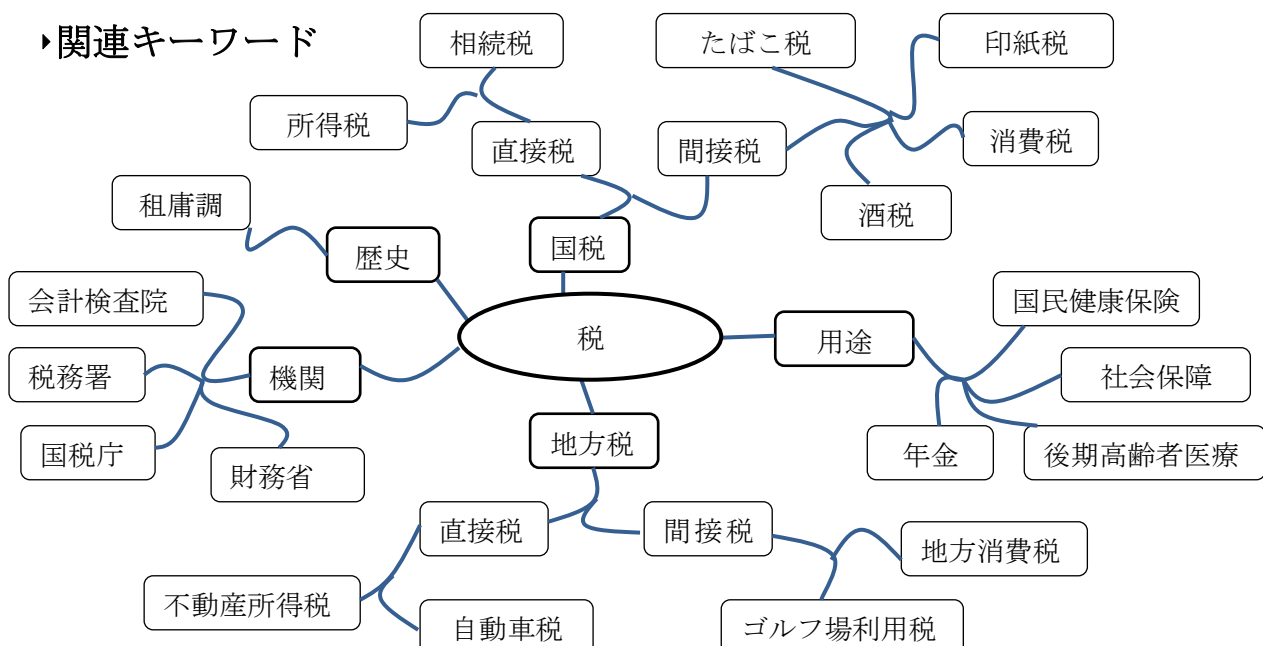 ▸関連キーワード
相続税
たばこ税
印紙税
所得税
直接税
間接税
消費税
租庸調
酒税
歴史
国税
会計検査院
国民健康保険
税
用途
税務署
機関
社会保障
国税庁
財務省
地方税
年金
後期高齢者医療
直接税
間接税
地方消費税
不動産所得税
自動車税
ゴルフ場利用税